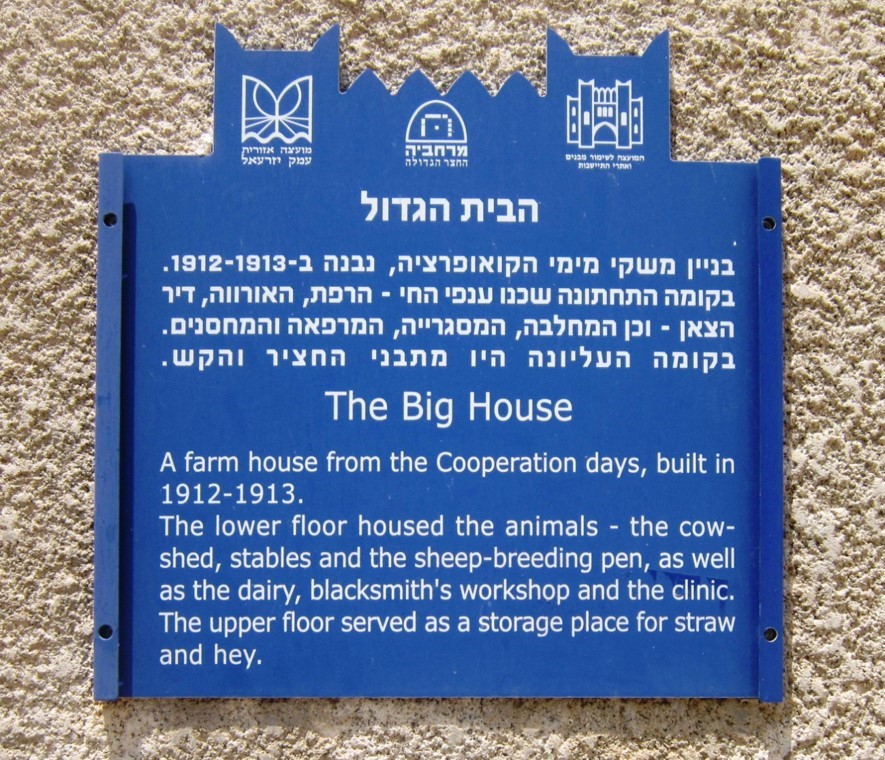 מועצה אזורית
עמק יזרעאל
מרחביה
החצר הגדולה
המועצה לשימור מבנים
ואתרי התיישבות
הבית הגדול
בניין משקי מימי הקואופרציה, נבנה ב-1912-1913.
בקומה התחתונה שכנו ענפי החי - הרפת, האורווה, דיר
הצאן - וכן המחלבה, המסגרייה, המרפאה והמחסנים.
בקומה העליונה היו מתבני החציר והקש.
The Big House
A farm house from the Cooperation days, built in
1912-1913.
The lower floor housed the animals - the cow-
shed, stables and the sheep-breeding pen, as well
as the dairy, blacksmith's workshop and the clinic.
The upper floor served as a storage place for straw
and hey.